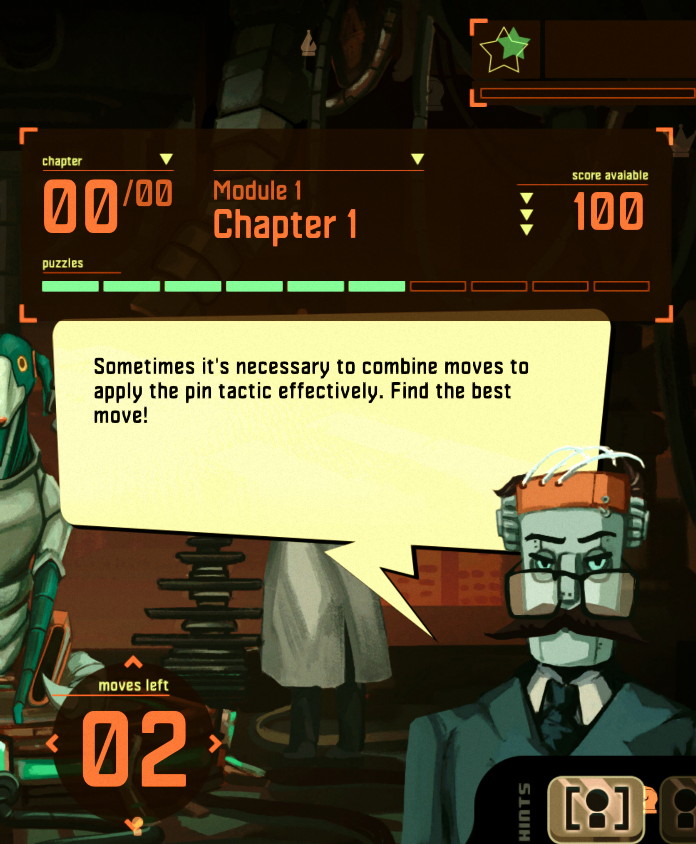 chapter
00/00
Module 1
Chapter 1
score avalable
100
puzzles
Sometimes it's necessary to combine moves to
apply the pin tactic effectively. Find the best
move!
moves left
02
HINTS